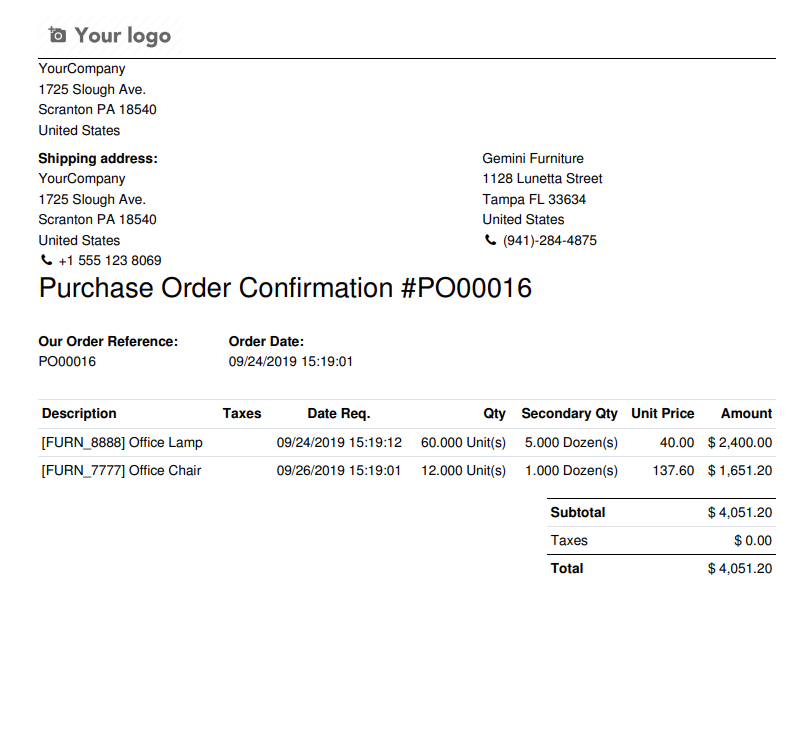 Your logo
YourCompany
1725 Slough Ave.
Scranton PA 18540
United States
Shipping address:
YourCompany
1725 Slough Ave.
Scranton PA 18540
United States
+1 555 123 8069
Gemini Furniture
1128 Lunetta Street
Tampa FL 33634
United States
(941)-284-4875
Purchase Order Confirmation #PO00016
Our Order Reference: Order Date:
PO00016 09/24/2019 15:19:01
Description Taxes Date Req. Qty Secondary Qty Unit Price Amount
[FURN_8888] Office Lamp 09/24/2019 15:19:12 60.000 Unit(s) 5.000 Dozen(s) 40.00 $ 2,400.00
[FURN_7777] Office Chair 09/26/2019 15:19:01 12.000 Unit(s) 1.000 Dozen(s) 137.60 $ 1,651.20
Subtotal $ 4,051.20
Taxes $ 0.00
Total $ 4,051.20